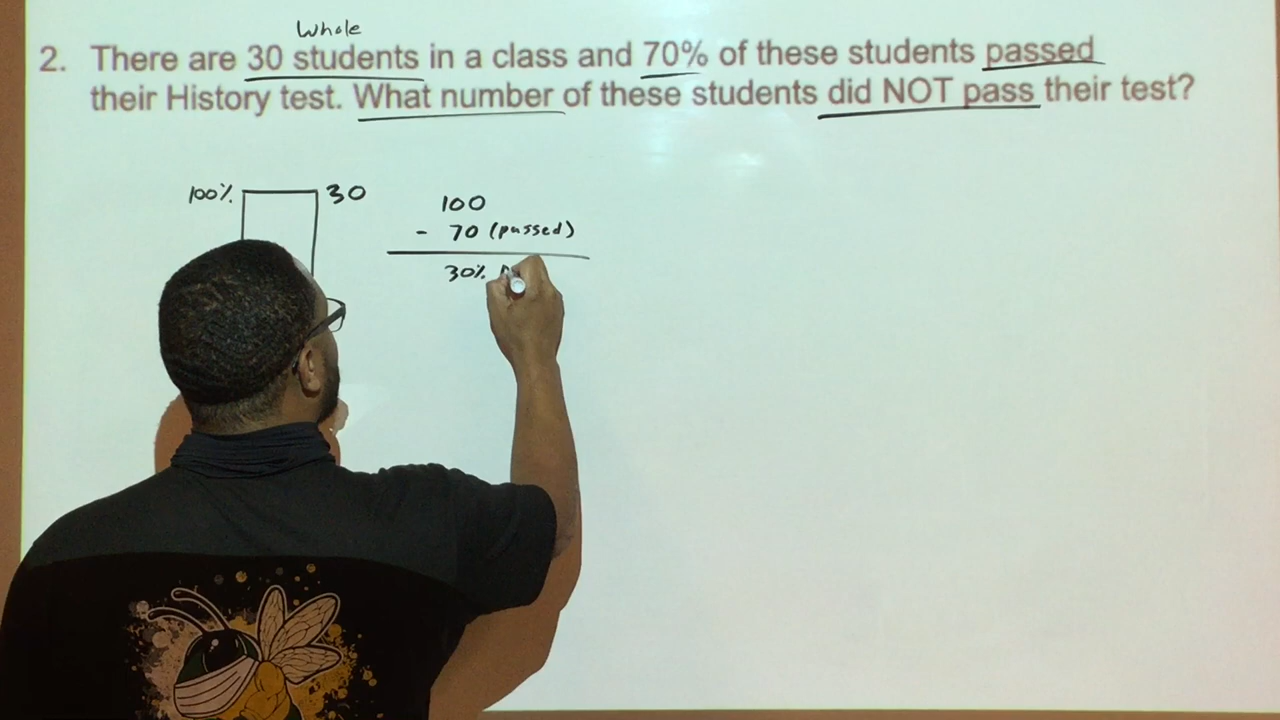 Whole
2. There are 30 students in a class and 70% of these students passed
their History test. What number of these students did NOT pass their test?
100% 30
100
- 70 (passed)
30%